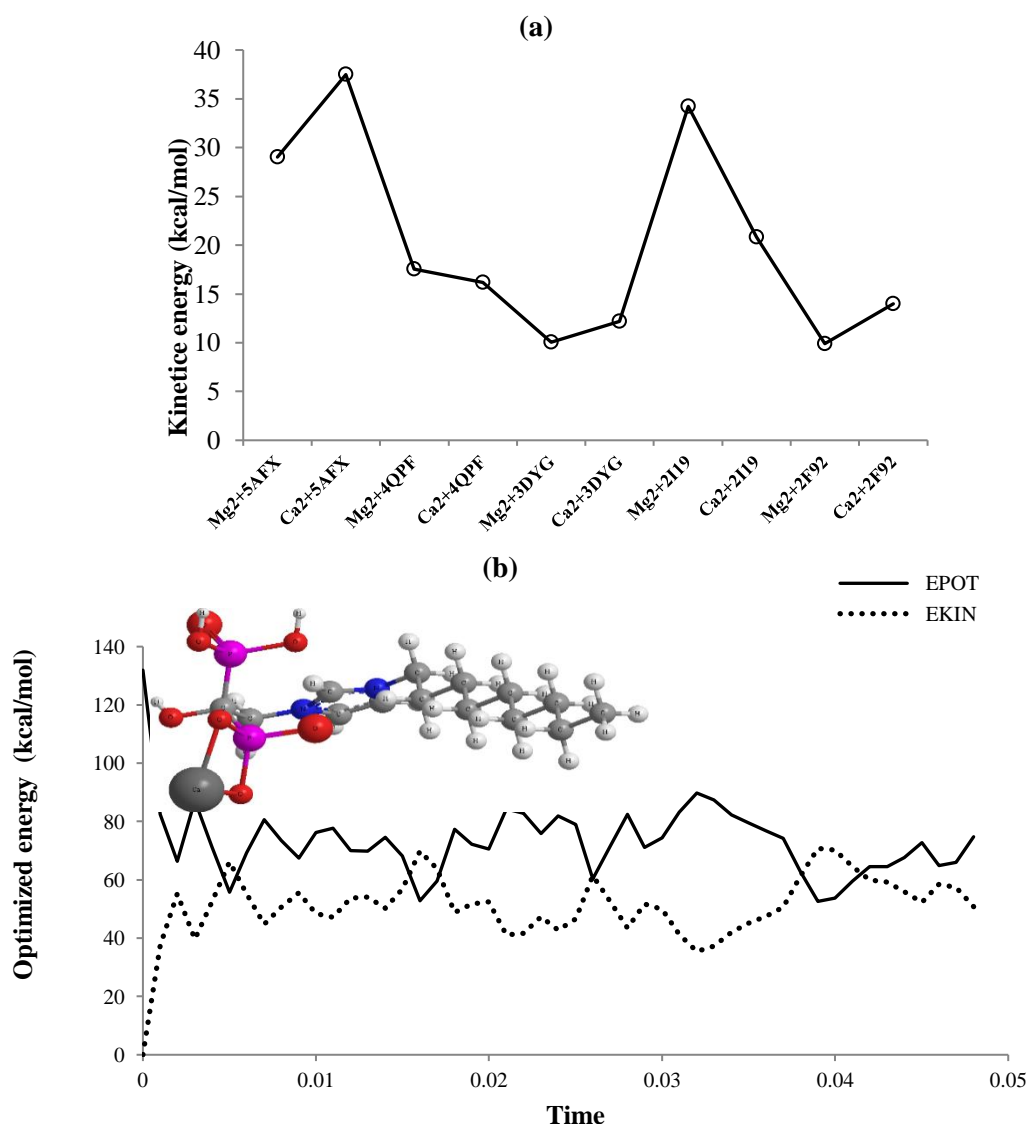 (a)
Kinetice energy (kcal/mol)
40
35
30
25
20
15
10
5
0
Mg2+5AFX
Ca2+5AFX
Mg2+4QPF
Ca2+4QPF
Mg2+3DYG
Ca2+3DYG
Mg2+2I19
Ca2+2I19
Mg2+2F92
Ca2+2F92
(b)
EPOT
EKIN
Optimized energy (kcal/mol)
140
120
100
80
60
40
20
0
0
0.01
0.02
0.03
0.04
0.05
Time